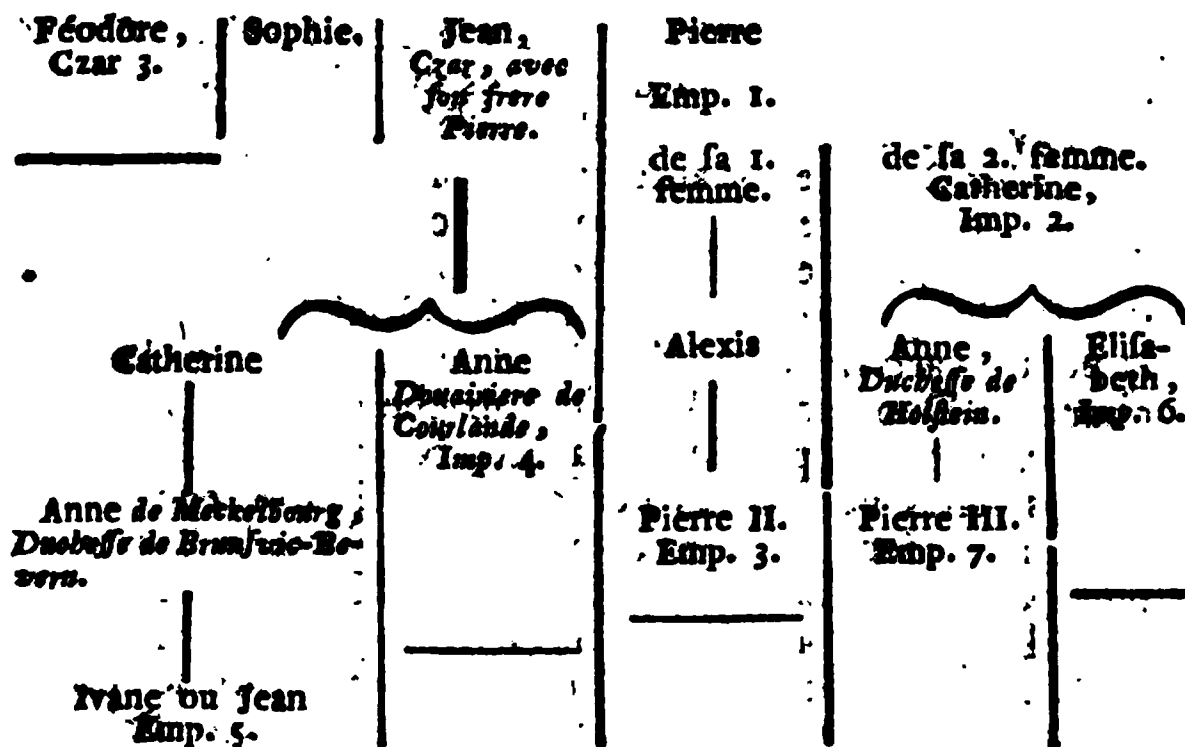 Féodore,
Czar 3.
Sophie.
Jean,
Czar, avec
ſon frere
Pierre.
Pierre
Emp. 1.
de ſa 1.
femme.
de ſa 2. femme.
Catherine,
Imp. 2.
Catherine
Anne
Douairiere de
Courlande,
Imp. 4.
Alexis
Anne,
Ducheſſe de
Holſtein.
Eliſa-
beth,
Imp. 6.
Anne de Meckelbourg,
Ducheſſe de Brunſwic-Be-
vern.
Pierre II.
Emp. 3.
Pierre III.
Emp. 7.
Ivane ou Jean
Emp. 5.